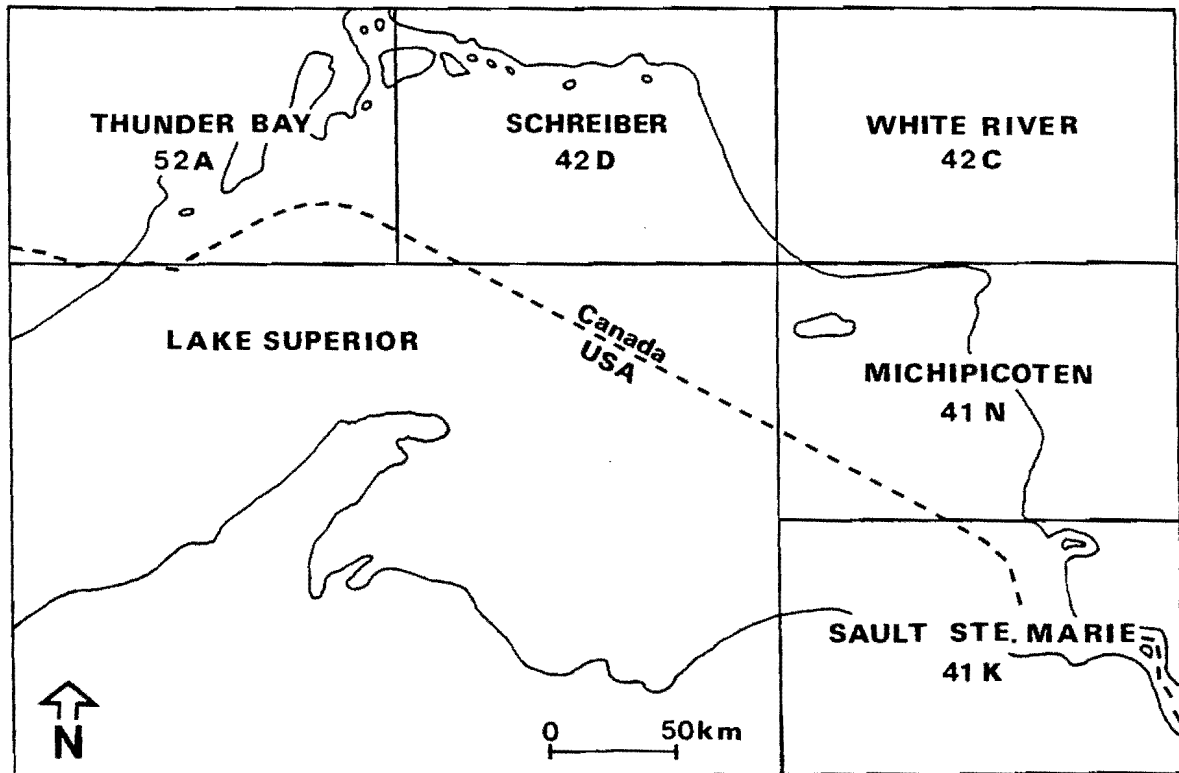 THUNDER BAY
52A
SCHREIBER
42D
WHITE RIVER
42C
LAKE SUPERIOR
Canada
USA
MICHIPICOTEN
41N
SAULT STE. MARIE
41K
N
0 50km